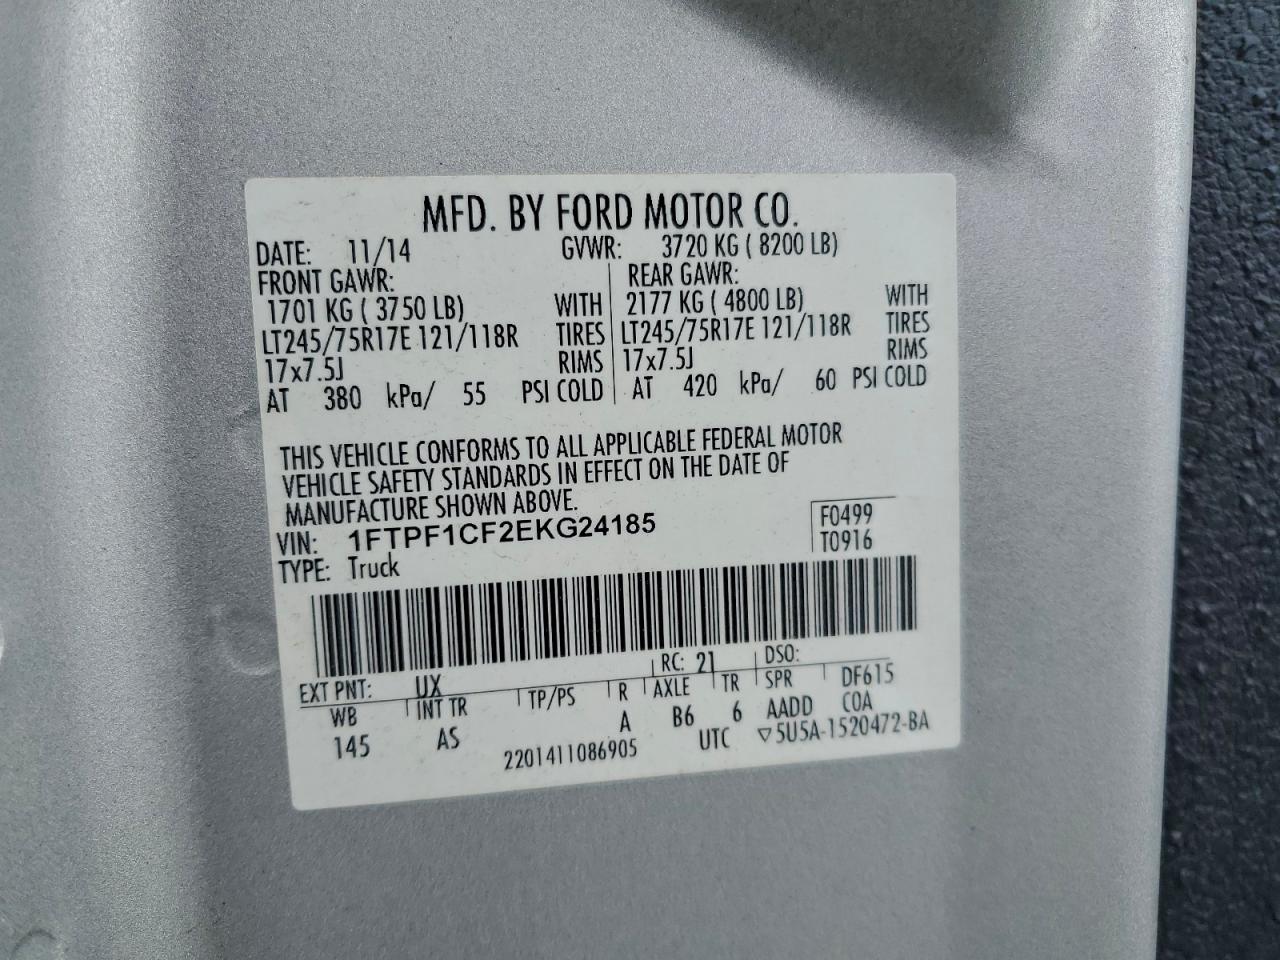 MFD. BY FORD MOTOR CO.
DATE: 11/14 GVWR: 3720 KG ( 8200 LB)
FRONT GAWR: REAR GAWR:
1701 KG ( 3750 LB) WITH 2177 KG ( 4800 LB) WITH
LT245/75R17E 121/118R TIRES LT245/75R17E 121/118R TIRES
17x7.5J RIMS 17x7.5J RIMS
AT 380 kPa/ 55 PSI COLD AT 420 kPa/ 60 PSI COLD
THIS VEHICLE CONFORMS TO ALL APPLICABLE FEDERAL MOTOR
VEHICLE SAFETY STANDARDS IN EFFECT ON THE DATE OF
MANUFACTURE SHOWN ABOVE.
VIN: 1FTPF1CF2EKG24185 F0499
TYPE: Truck T0916
EXT PNT: UX RC: 21 DSO:
WB INT TR TP/PS R AXLE TR SPR DF615
145 AS A B6 6 AADD COA
2201411086905 UTC ▽5U5A-1520472-BA